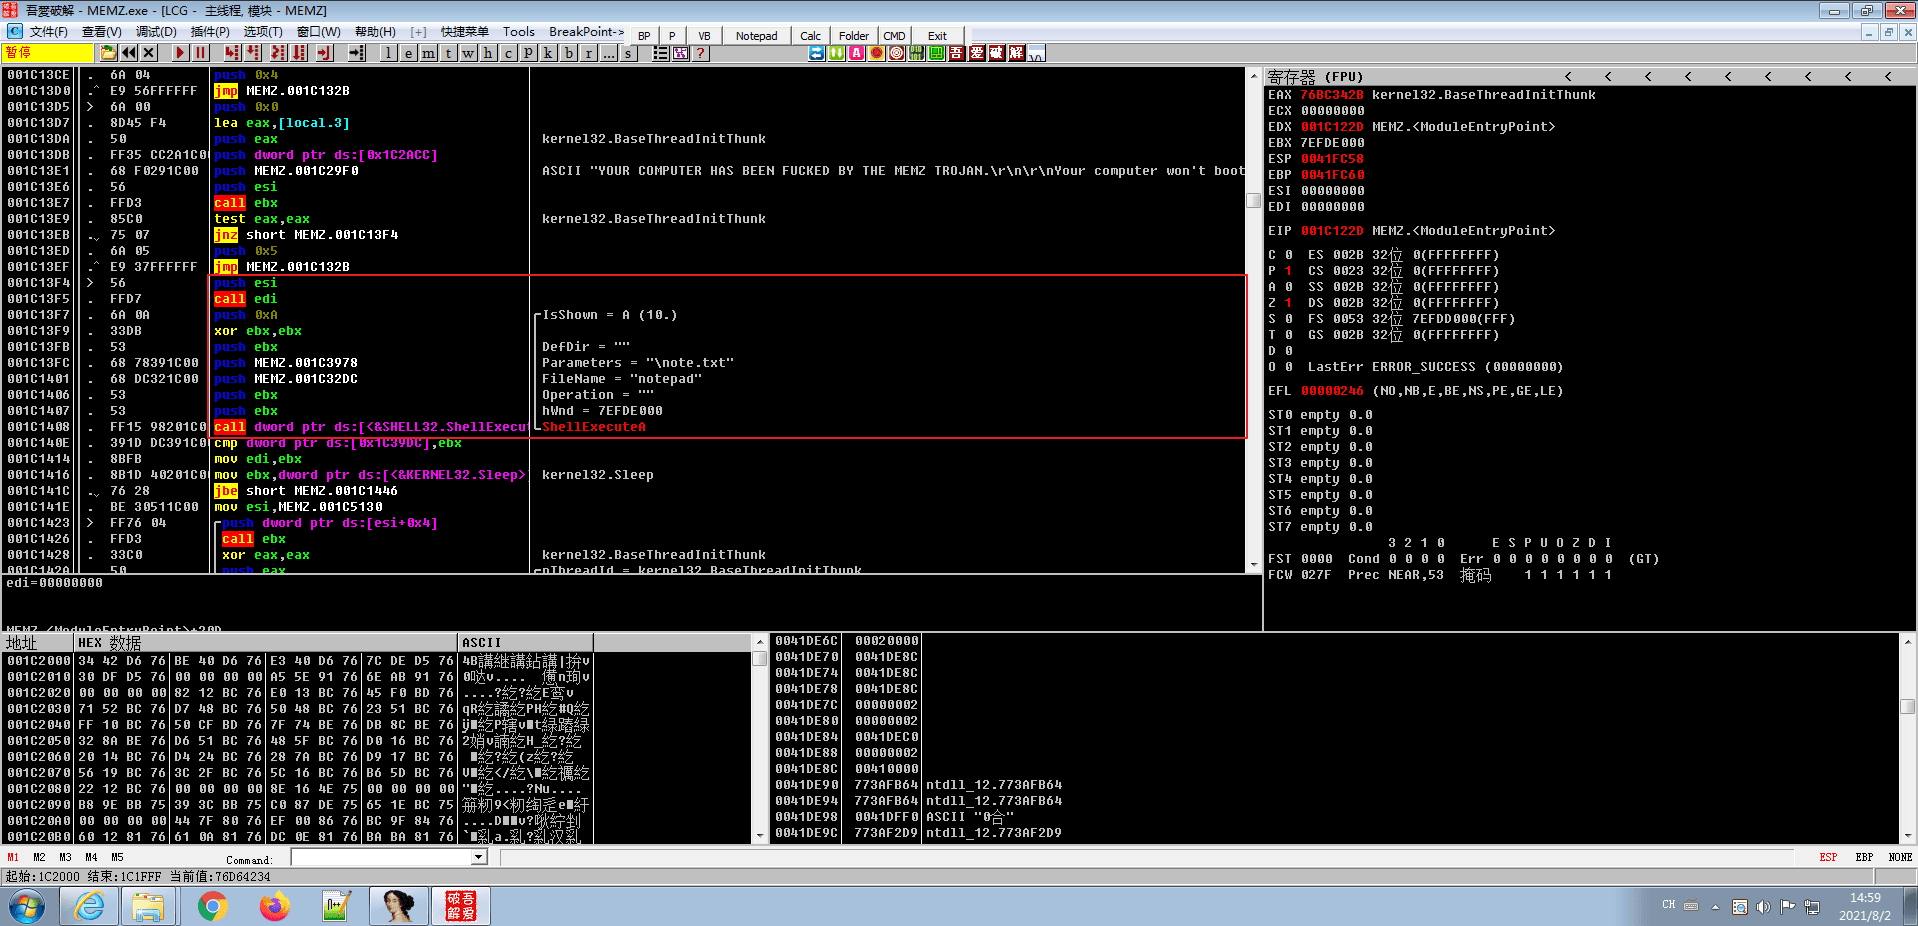 吾愛破解 - MEMZ.exe - [LCG - 主线程, 模块 - MEMZ]
文件(F) 查看(V) 调试(D) 插件(P) 选项(T) 窗口(W) 帮助(H) [+] 快捷菜单 Tools BreakPoint->
BP P VB Notepad Calc Folder CMD Exit
暂停
l e m t w h c p k b r ... s
吾 爱 破 解
001C13CE . 6A 04 push 0x4
001C13D0 .^ E9 56FFFFFF jmp MEMZ.001C132B
001C13D5 > 6A 00 push 0x0
001C13D7 . 8D45 F4 lea eax,[local.3]
001C13DA . 50 push eax kernel32.BaseThreadInitThunk
001C13DB . FF35 CC2A1C00 push dword ptr ds:[0x1C2ACC]
001C13E1 . 68 F0291C00 push MEMZ.001C29F0 ASCII "YOUR COMPUTER HAS BEEN FUCKED BY THE MEMZ TROJAN.\r\n\r\nYour computer won't boot
001C13E6 . 56 push esi
001C13E7 . FFD3 call ebx
001C13E9 . 85C0 test eax,eax kernel32.BaseThreadInitThunk
001C13EB .v 75 07 jnz short MEMZ.001C13F4
001C13ED . 6A 05 push 0x5
001C13EF .^ E9 37FFFFFF jmp MEMZ.001C132B
001C13F4 > 56 push esi
001C13F5 . FFD7 call edi
001C13F7 . 6A 0A push 0xA IsShown = A (10.)
001C13F9 . 33DB xor ebx,ebx
001C13FB . 53 push ebx DefDir = ""
001C13FC . 68 78391C00 push MEMZ.001C3978 Parameters = "\note.txt"
001C1401 . 68 DC321C00 push MEMZ.001C32DC FileName = "notepad"
001C1406 . 53 push ebx Operation = ""
001C1407 . 53 push ebx hWnd = 7EFDE000
001C1408 . FF15 98201C00 call dword ptr ds:[<&SHELL32.ShellExecut ShellExecuteA
001C140E . 391D DC391C00 cmp dword ptr ds:[0x1C39DC],ebx
001C1414 . 8BFB mov edi,ebx
001C1416 . 8B1D 40201C00 mov ebx,dword ptr ds:[<&KERNEL32.Sleep>] kernel32.Sleep
001C141C .v 76 28 jbe short MEMZ.001C1446
001C141E . BE 30511C00 mov esi,MEMZ.001C5130
001C1423 > FF76 04 push dword ptr ds:[esi+0x4]
001C1426 . FFD3 call ebx
001C1428 . 33C0 xor eax,eax kernel32.BaseThreadInitThunk
001C142A . 50 push eax pThreadId = kernel32.BaseThreadInitThunk
edi=00000000
MEMZ.<ModuleEntryPoint>+20D
寄存器 (FPU) < < < < < < < < <
EAX 76BC342B kernel32.BaseThreadInitThunk
ECX 00000000
EDX 001C122D MEMZ.<ModuleEntryPoint>
EBX 7EFDE000
ESP 0041FC58
EBP 0041FC60
ESI 00000000
EDI 00000000
EIP 001C122D MEMZ.<ModuleEntryPoint>
C 0 ES 002B 32位 0(FFFFFFFF)
P 1 CS 0023 32位 0(FFFFFFFF)
A 0 SS 002B 32位 0(FFFFFFFF)
Z 1 DS 002B 32位 0(FFFFFFFF)
S 0 FS 0053 32位 7EFDD000(FFF)
T 0 GS 002B 32位 0(FFFFFFFF)
D 0
O 0 LastErr ERROR_SUCCESS (00000000)
EFL 00000246 (NO,NB,E,BE,NS,PE,GE,LE)
ST0 empty 0.0
ST1 empty 0.0
ST2 empty 0.0
ST3 empty 0.0
ST4 empty 0.0
ST5 empty 0.0
ST6 empty 0.0
ST7 empty 0.0
3 2 1 0 E S P U O Z D I
FST 0000 Cond 0 0 0 0 Err 0 0 0 0 0 0 0 0 (GT)
FCW 027F Prec NEAR,53 掩码 1 1 1 1 1 1
地址 HEX 数据 ASCII
001C2000 34 42 D6 76 BE 40 D6 76 E3 40 D6 76 7C DE D5 76
001C2010 30 DF D5 76 00 00 00 00 A5 5E 91 76 6E AB 91 76
001C2020 00 00 00 00 82 12 BC 76 E0 13 BC 76 45 F0 BD 76
001C2030 71 52 BC 76 D7 48 BC 76 50 48 BC 76 23 51 BC 76
001C2040 FF 10 BC 76 50 CF BD 76 7F 74 BE 76 DB 8C BE 76
001C2050 32 8A BE 76 D6 51 BC 76 48 5F BC 76 D0 16 BC 76
001C2060 20 14 BC 76 D4 24 BC 76 28 7A BC 76 D9 17 BC 76
001C2070 56 19 BC 76 3C 2F BC 76 5C 16 BC 76 B6 5D BC 76
001C2080 22 12 BC 76 00 00 00 00 8E 16 4E 75 00 00 00 00
001C2090 B8 9E BB 75 39 3C BB 75 C0 87 DE 75 65 1E BC 75
001C20A0 00 00 00 00 44 7F 80 76 EF 00 86 76 BC 9F 84 76
001C20B0 60 12 81 76 61 0A 81 76 DC 0E 81 76 BA BA 81 76
0041DE6C 00020000
0041DE70 0041DE8C
0041DE74 0041DE8C
0041DE78 0041DE8C
0041DE7C 00000002
0041DE80 00000002
0041DE84 0041DEC0
0041DE88 00000002
0041DE8C 00410000
0041DE90 773AFB64 ntdll_12.773AFB64
0041DE94 773AFB64 ntdll_12.773AFB64
0041DE98 0041DFF0 ASCII "0合"
0041DE9C 773AF2D9 ntdll_12.773AF2D9
M1 M2 M3 M4 M5 Command: ESP EBP NONE
起始:1C2000 结束:1C1FFF 当前值:76D64234
吾爱破解
CH
14:59
2021/8/2